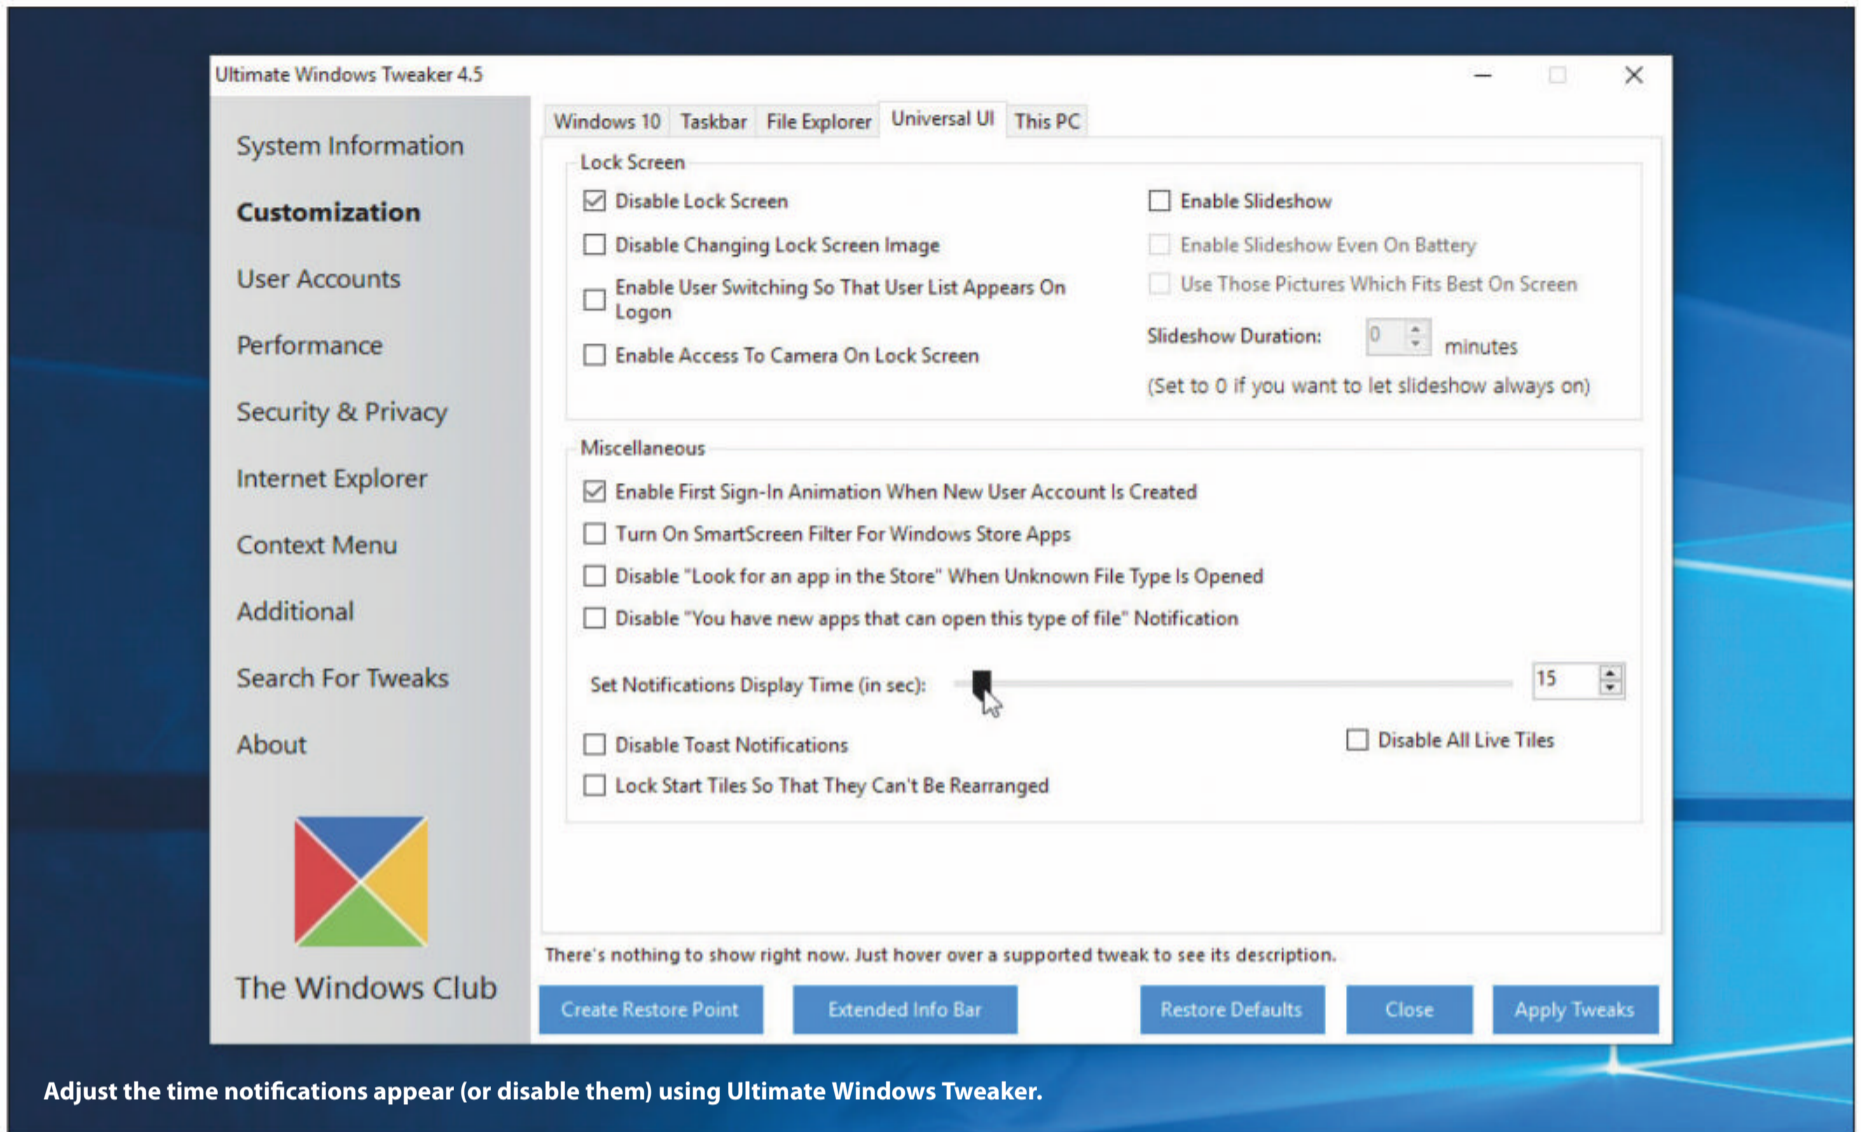 Ultimate Windows Tweaker 4.5
System Information
Customization
User Accounts
Performance
Security & Privacy
Internet Explorer
Context Menu
Additional
Search For Tweaks
About
The Windows Club
Windows 10
Taskbar
File Explorer
Universal UI
This PC
Lock Screen
Disable Lock Screen
Disable Changing Lock Screen Image
Enable User Switching So That User List Appears On
Logon
Enable Access To Camera On Lock Screen
Enable Slideshow
Enable Slideshow Even On Battery
Use Those Pictures Which Fits Best On Screen
Slideshow Duration: 0 minutes
(Set to 0 if you want to let slideshow always on)
Miscellaneous
Enable First Sign-In Animation When New User Account Is Created
Turn On SmartScreen Filter For Windows Store Apps
Disable "Look for an app in the Store" When Unknown File Type Is Opened
Disable "You have new apps that can open this type of file" Notification
Set Notifications Display Time (in sec): 15
Disable Toast Notifications
Disable All Live Tiles
Lock Start Tiles So That They Can't Be Rearranged
There's nothing to show right now. Just hover over a supported tweak to see its description.
Create Restore Point
Extended Info Bar
Restore Defaults
Close
Apply Tweaks
Adjust the time notifications appear (or disable them) using Ultimate Windows Tweaker.